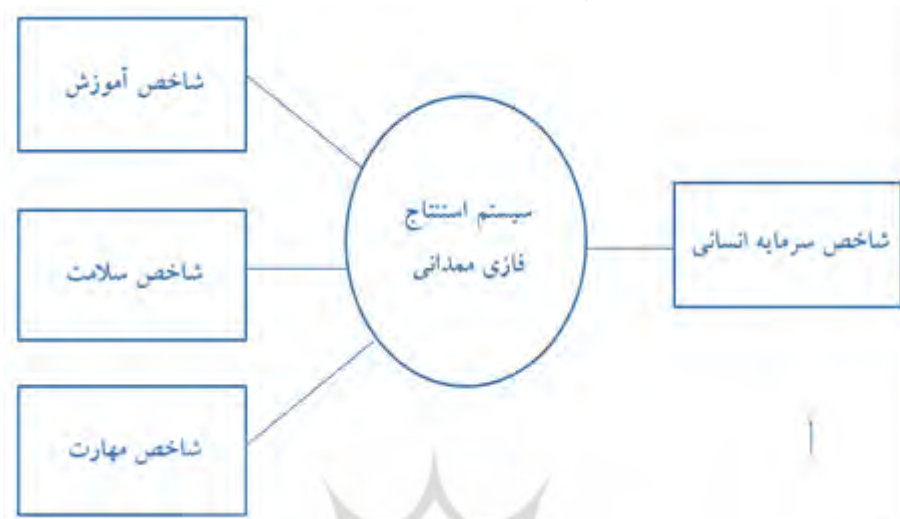 شاخص آموزش
شاخص سلامت
شاخص مهارت
سیستم استنتاج
فازی ممدانی
شاخص سرمایه انسانی